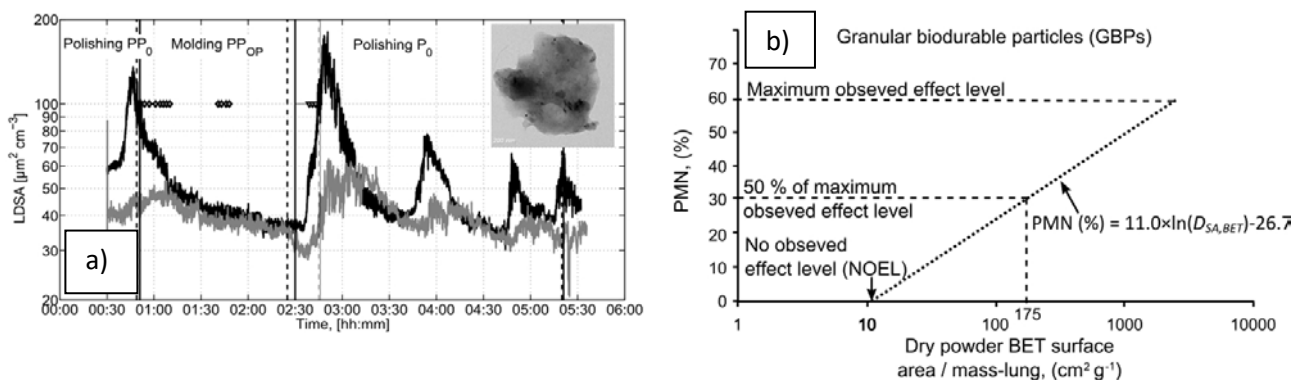 200
100
90
80
70
60
50
40
30
20
LDSA [µm² cm⁻³]
Polishing PP₀
Molding PP_OP
Polishing P₀
a)
00:00 00:30 01:00 01:30 02:00 02:30 03:00 03:30 04:00 04:30 05:00 05:30 06:00
Time, [hh:mm]
b)
Granular biodurable particles (GBPs)
PMN, (%)
80
70
60
50
40
30
20
10
0
Maximum obseved effect level
50 % of maximum
obseved effect level
No obseved
effect level (NOEL)
PMN (%) = 11.0×ln(D_SA,BET)-26.7
1 10 100 175 1000 10000
Dry powder BET surface
area / mass-lung, (cm² g⁻¹)